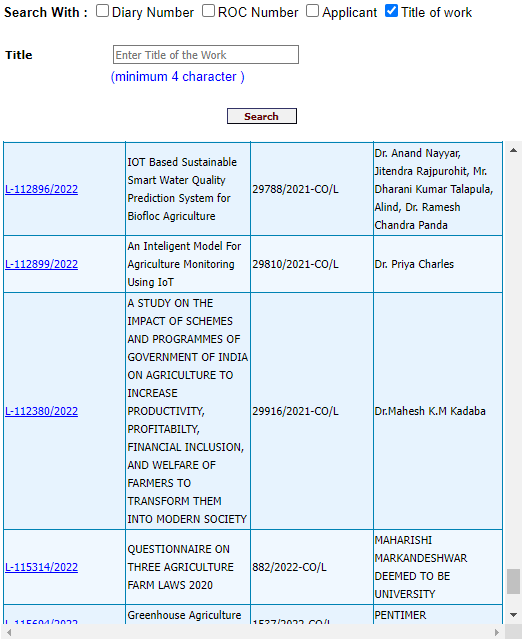 Search With : Diary Number ROC Number Applicant Title of work
Title Enter Title of the Work
(minimum 4 character )
Search
IOT Based Sustainable
Smart Water Quality
Prediction System for
Biofloc Agriculture
L-112896/2022
29788/2021-CO/L
Dr. Anand Nayyar,
Jitendra Rajpurohit, Mr.
Dharani Kumar Talapula,
Alind, Dr. Ramesh
Chandra Panda
L-112899/2022
An Inteligent Model For
Agriculture Monitoring
Using IoT
29810/2021-CO/L
Dr. Priya Charles
L-112380/2022
A STUDY ON THE
IMPACT OF SCHEMES
AND PROGRAMMES OF
GOVERNMENT OF INDIA
ON AGRICULTURE TO
INCREASE
PRODUCTIVITY,
PROFITABILTY,
FINANCIAL INCLUSION,
AND WELFARE OF
FARMERS TO
TRANSFORM THEM
INTO MODERN SOCIETY
29916/2021-CO/L
Dr.Mahesh K.M Kadaba
L-115314/2022
QUESTIONNAIRE ON
THREE AGRICULTURE
FARM LAWS 2020
882/2022-CO/L
MAHARISHI
MARKANDESHWAR
DEEMED TO BE
UNIVERSITY
L-115604/2022
Greenhouse Agriculture
1537/2022-CO/L
PENTIMER